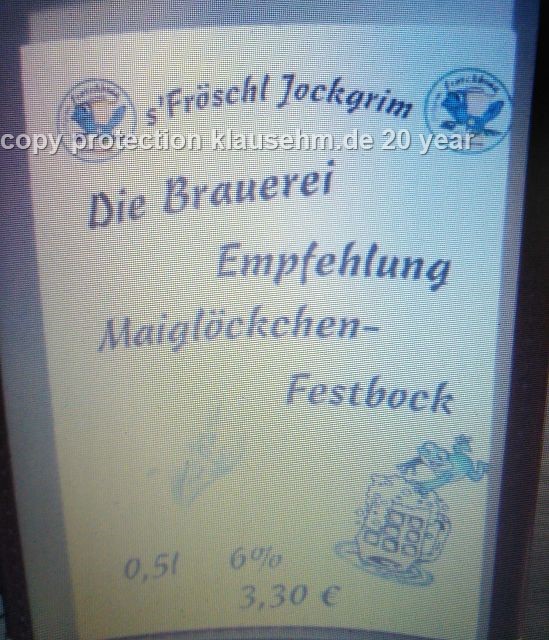 s'Fröschl Jockgrim
copy protection klausehm.de 20 year
Die Brauerei
Empfehlung
Maiglöckchen-
Festbock
0,5l 6%
3,30 €